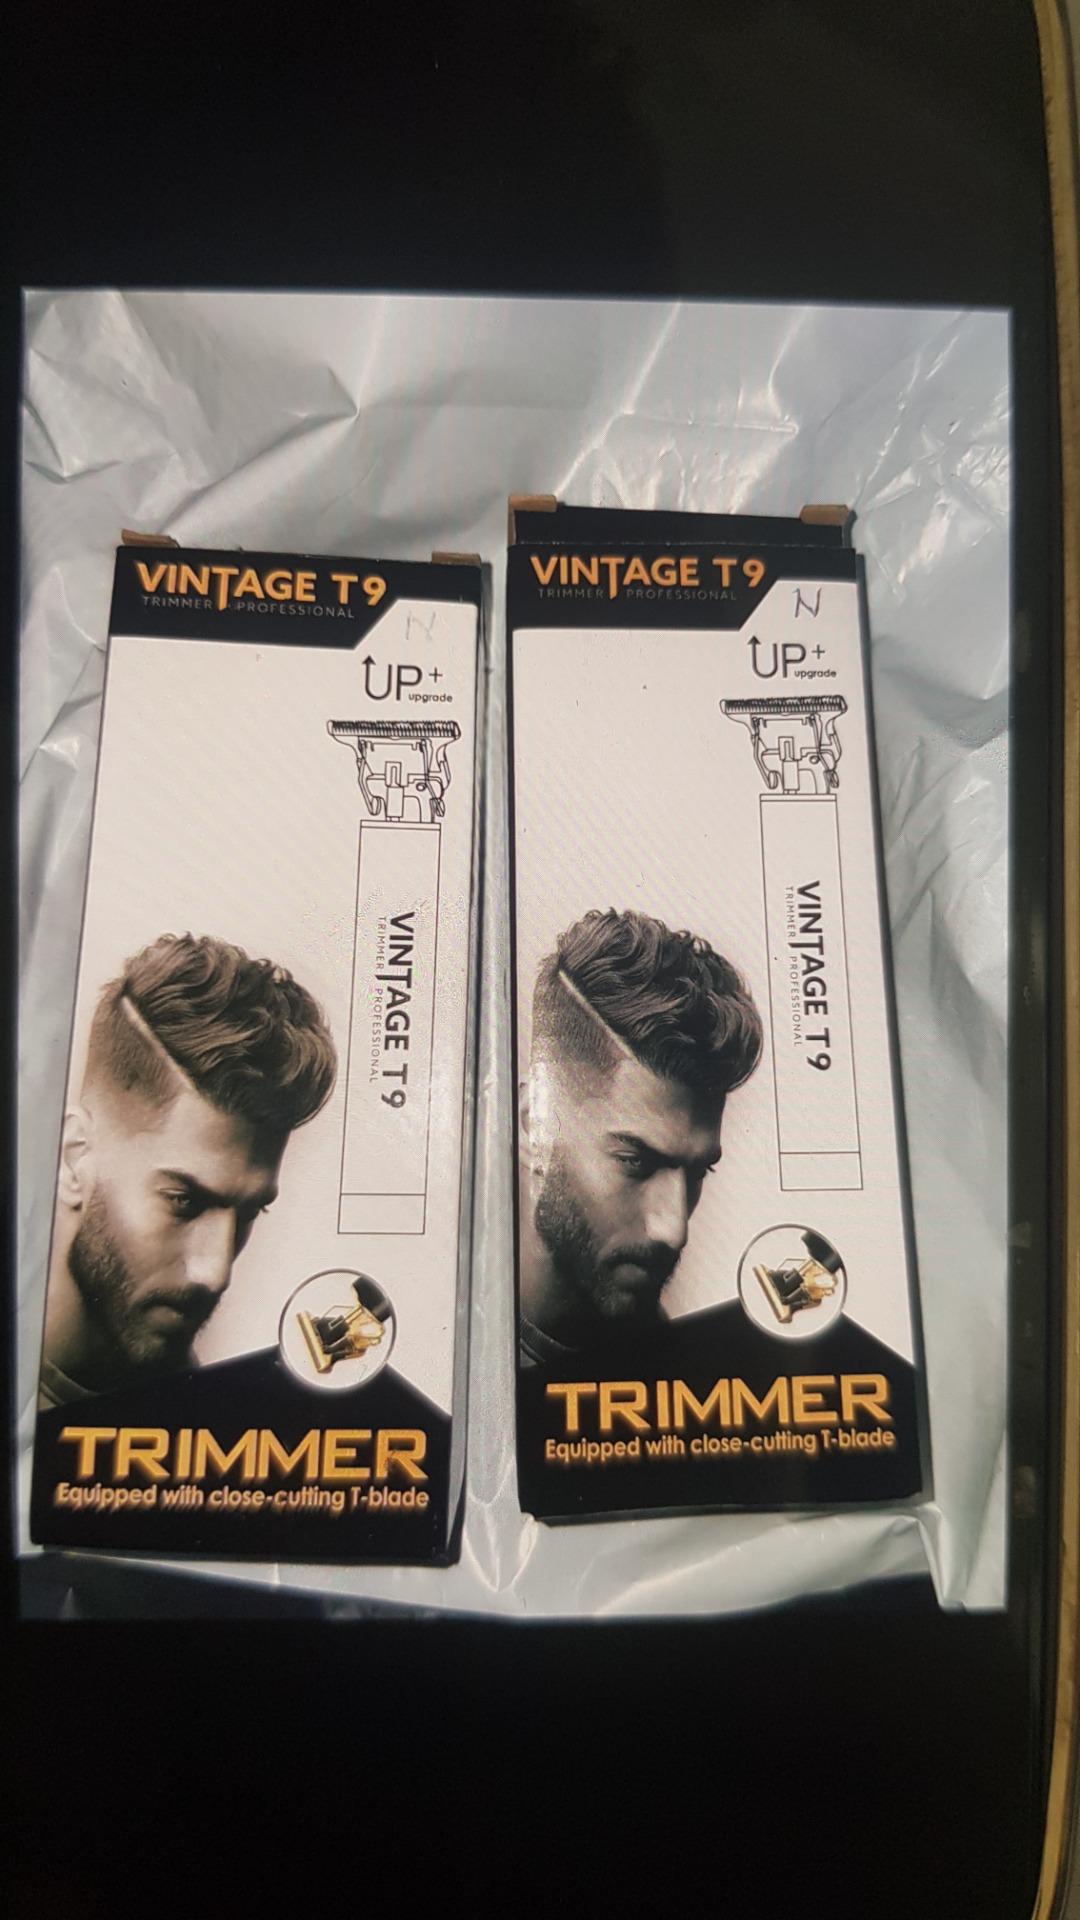 VINTAGE T9
TRIMMER PROFESSIONAL
N
UP+
upgrade
VINTAGE T9
TRIMMER PROFESSIONAL
TRIMMER
Equipped with close-cutting T-blade
VINTAGE T9
TRIMMER PROFESSIONAL
N
UP+
upgrade
VINTAGE T9
TRIMMER PROFESSIONAL
TRIMMER
Equipped with close-cutting T-blade